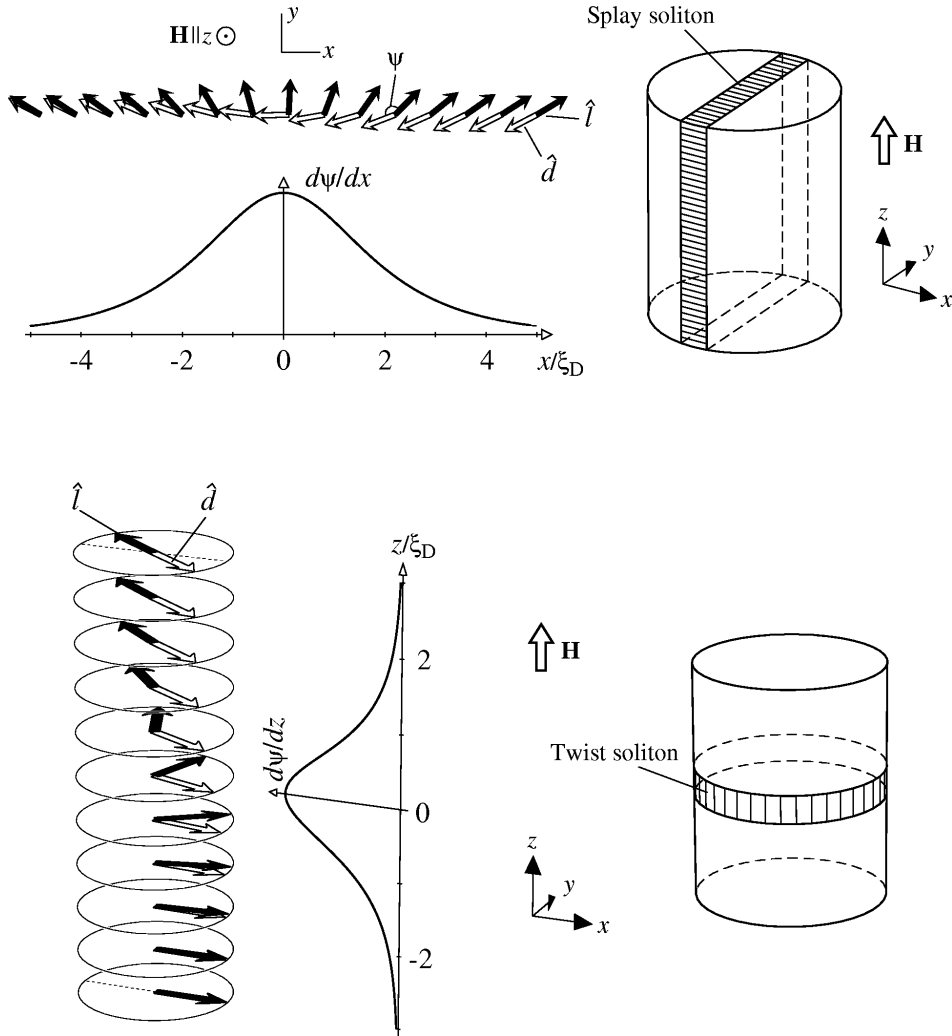 y
x
H||z ⊙
ψ
l̂
d̂
dψ/dx
-4 -2 0 2 4 x/ξD
Splay soliton
H
z
y
x
l̂ d̂
z/ξD
2
dψ/dz
0
-2
H
Twist soliton
z
y
x